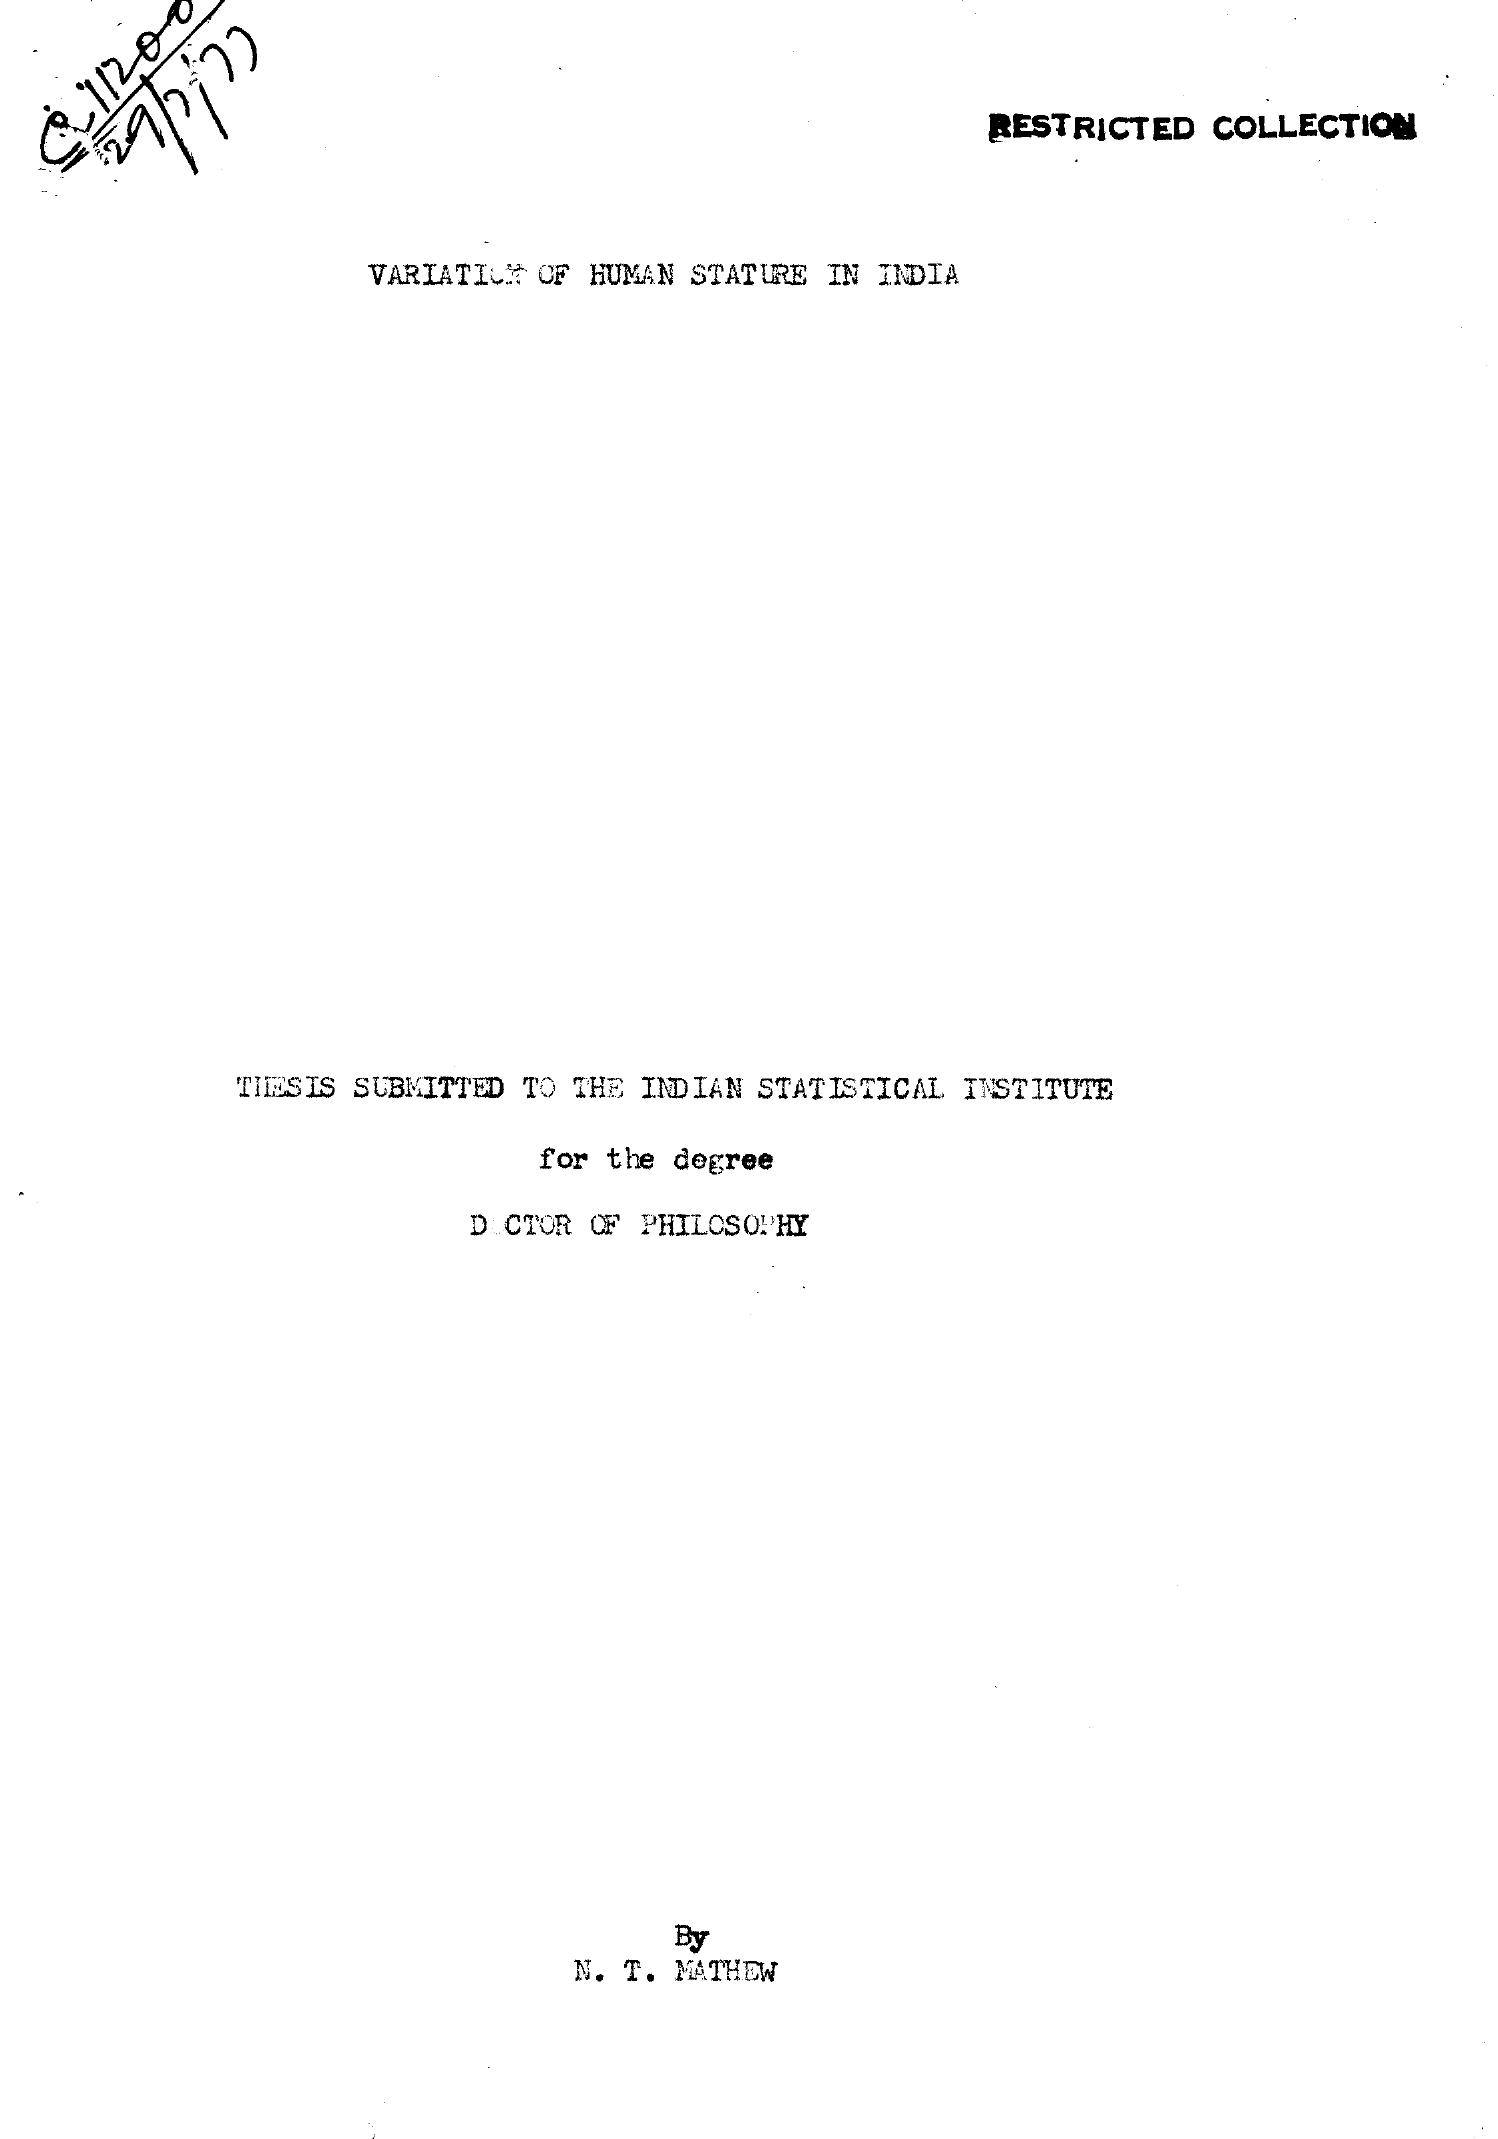 RESTRICTED COLLECTION
VARIATION OF HUMAN STATURE IN INDIA
THESIS SUBMITTED TO THE INDIAN STATISTICAL INSTITUTE
for the degree
DOCTOR OF PHILOSOPHY
By
N. T. MATHEW